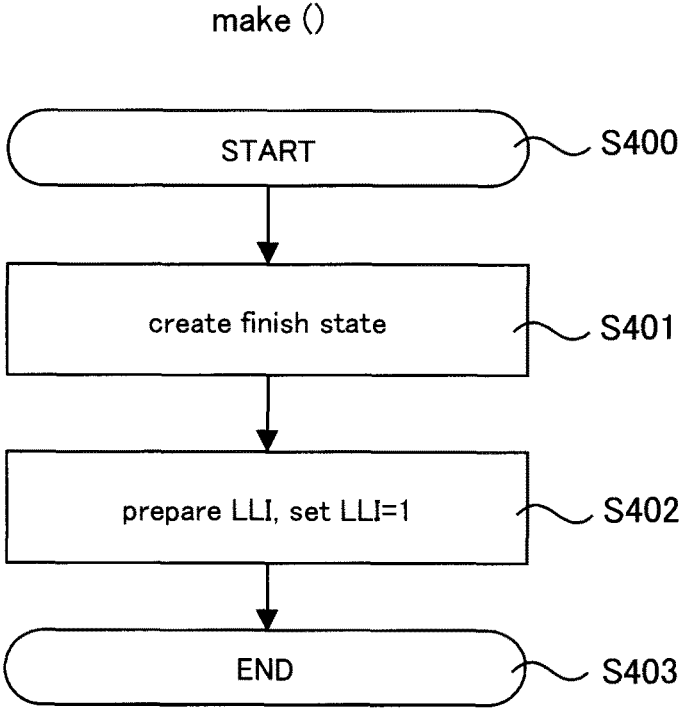 make ()
START
S400
create finish state
S401
prepare LLI, set LLI=1
S402
END
S403